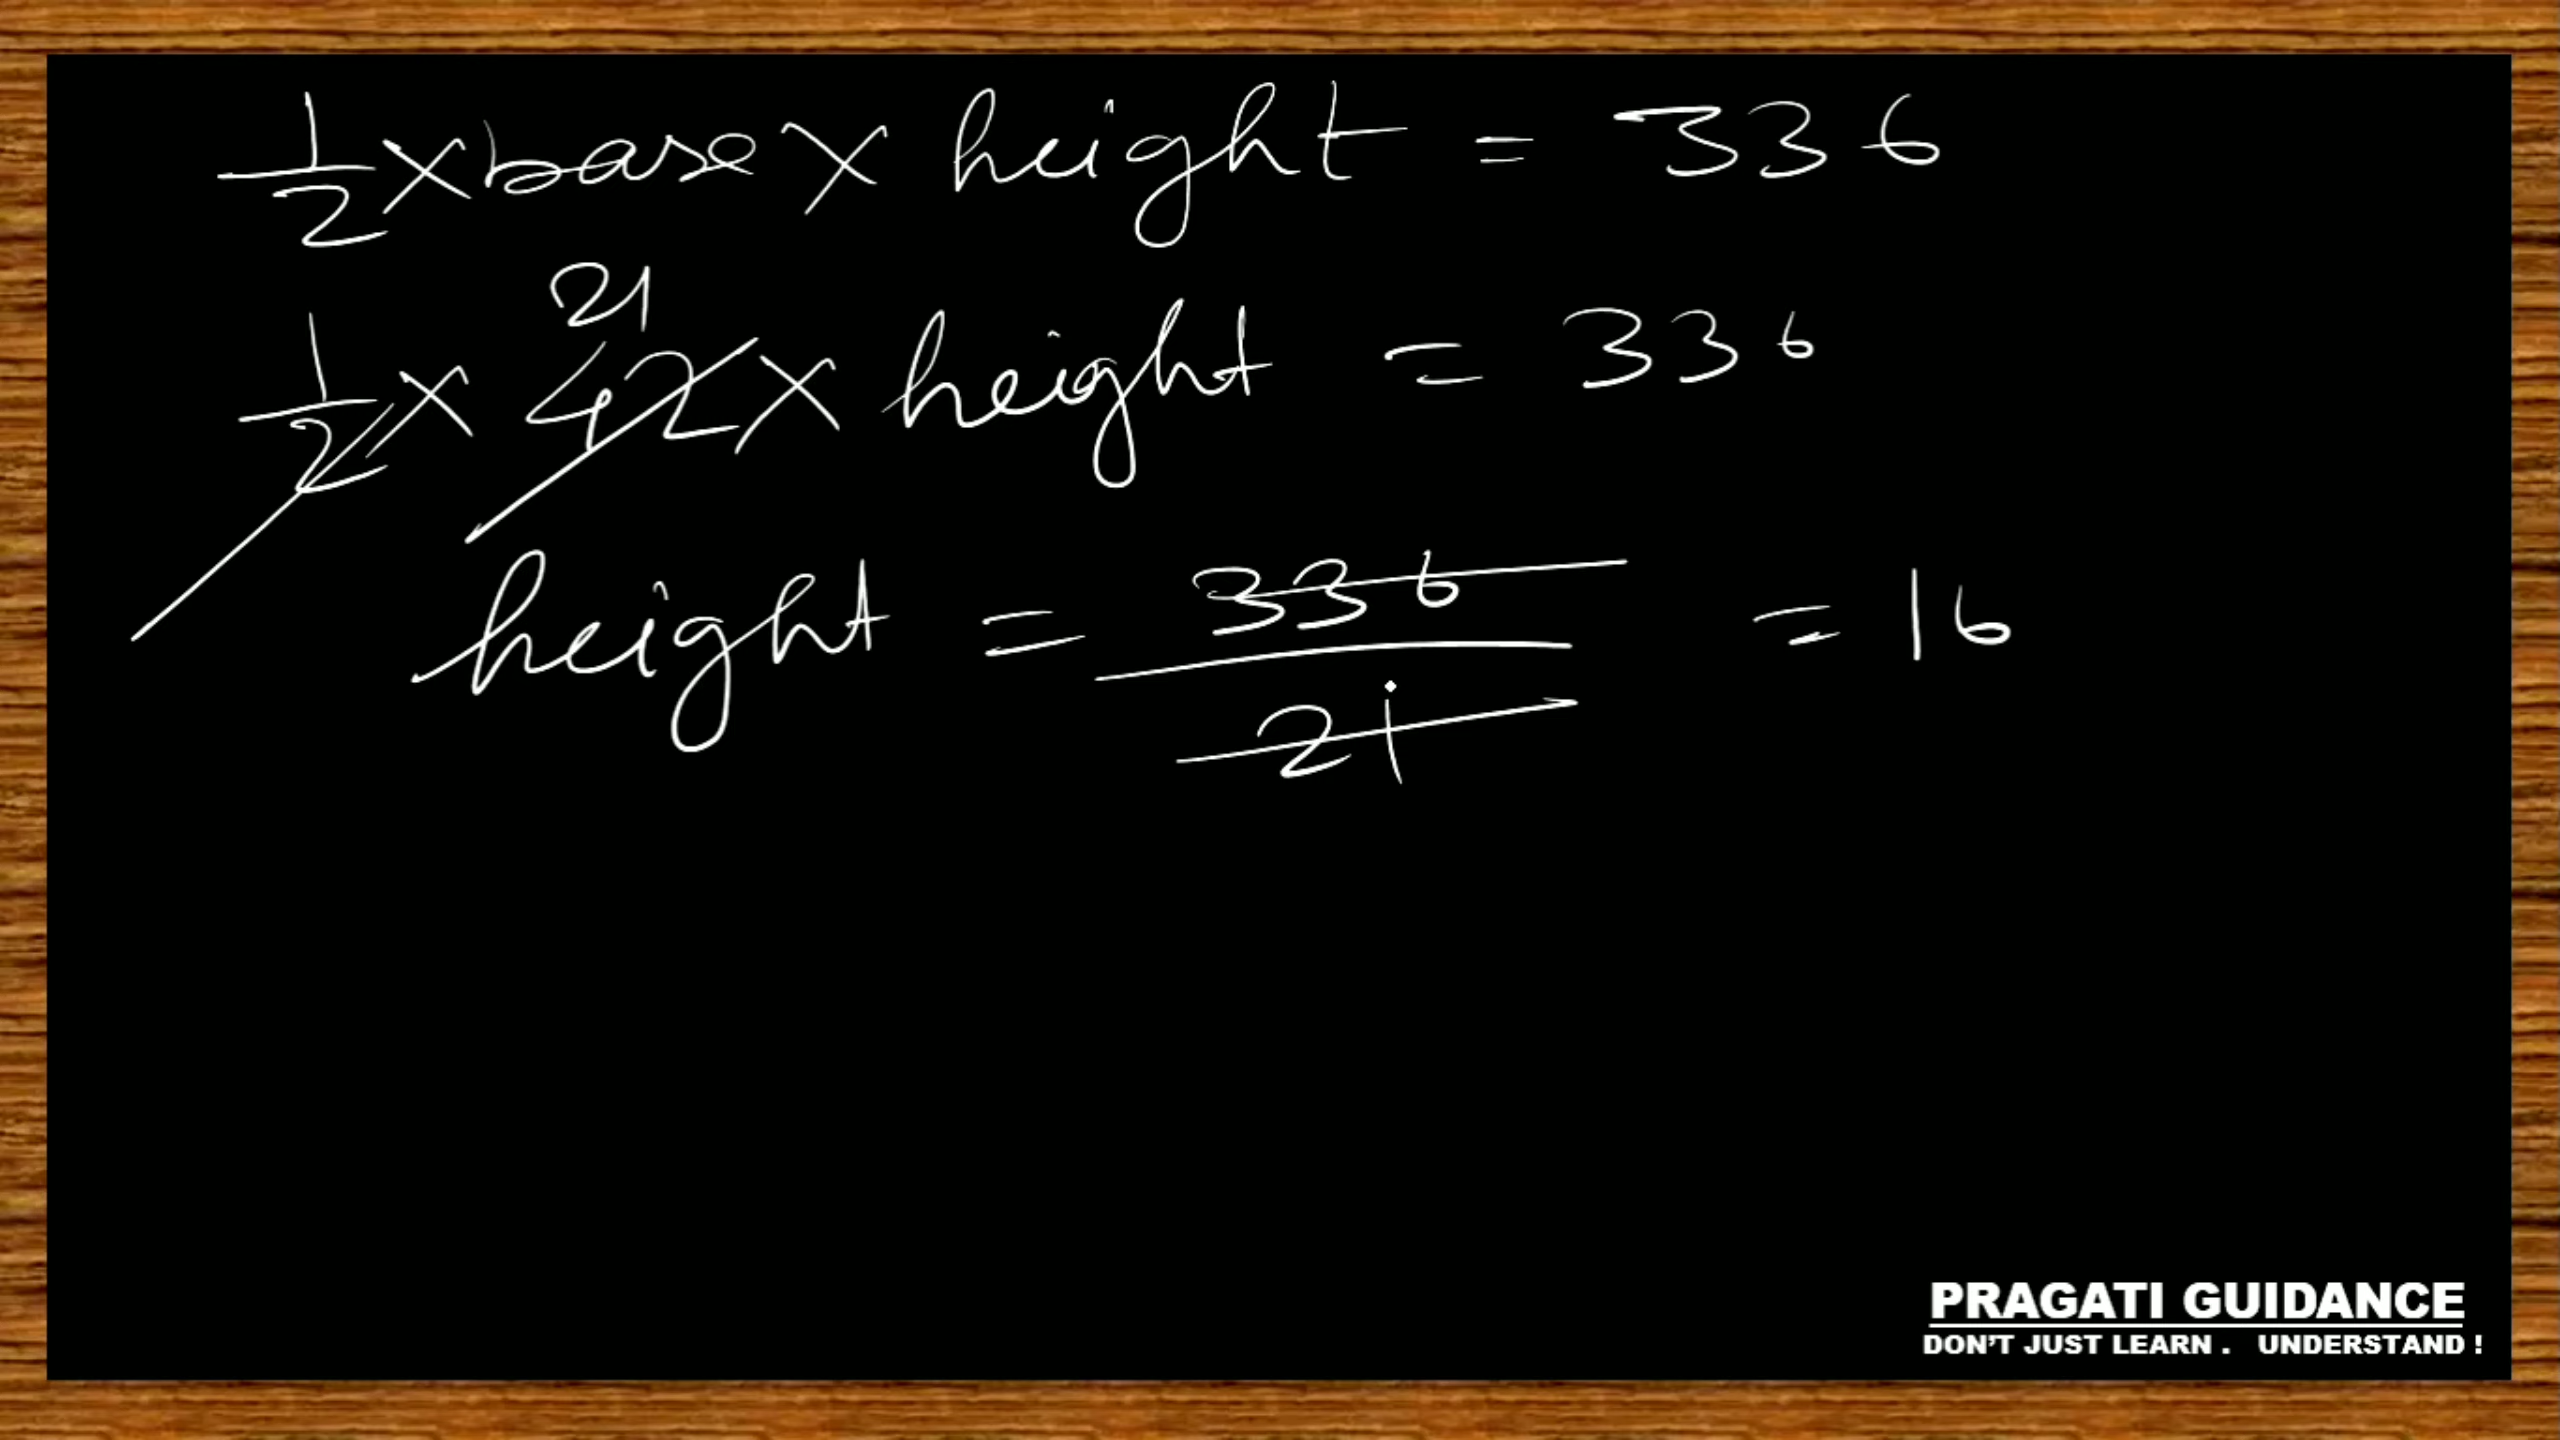 1/2 × base × height = 336
21
1/2 × 42 × height = 336
height = 336/21 = 16
PRAGATI GUIDANCE
DON'T JUST LEARN . UNDERSTAND !